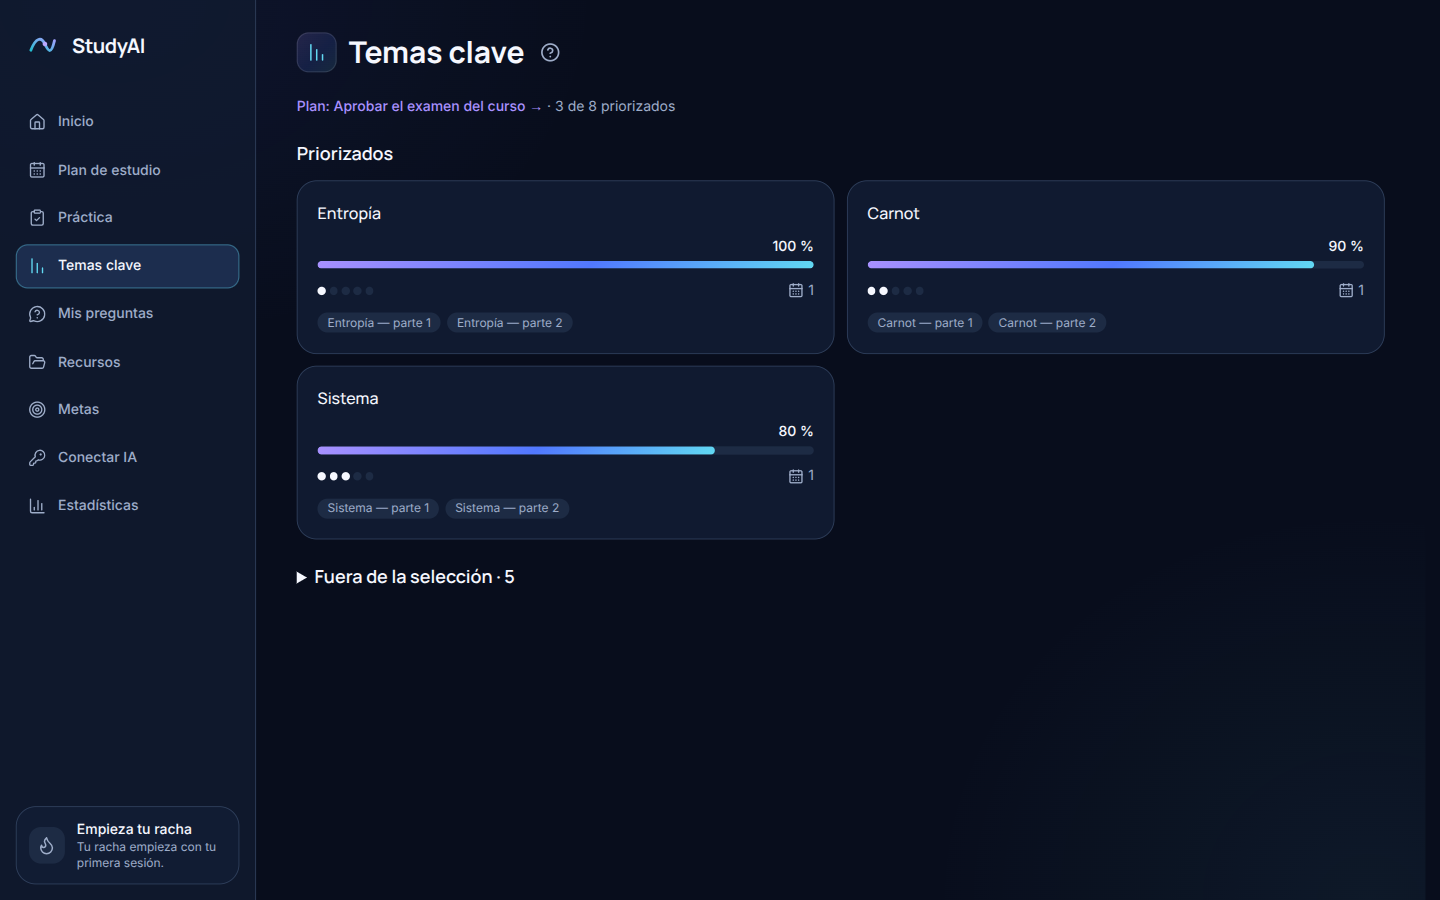 StudyAI
Inicio
Plan de estudio
Práctica
Temas clave
Mis preguntas
Recursos
Metas
Conectar IA
Estadísticas
Empieza tu racha
Tu racha empieza con tu
primera sesión.
Temas clave
Plan: Aprobar el examen del curso → · 3 de 8 priorizados
Priorizados
Entropía
100 %
1
Entropía — parte 1 Entropía — parte 2
Carnot
90 %
1
Carnot — parte 1 Carnot — parte 2
Sistema
80 %
1
Sistema — parte 1 Sistema — parte 2
▶ Fuera de la selección · 5